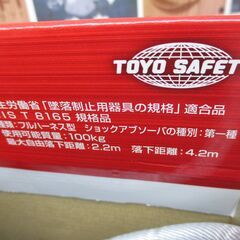 TOYO SAFET
生労働省「墜落制止用器具の規格」適合品
JIS T 8165 規格品
種類：フルハーネス型 ショックアブソーバの種別：第一種
使用可能質量：100kg
最大自由落下距離：2.2m 落下距離：4.2m